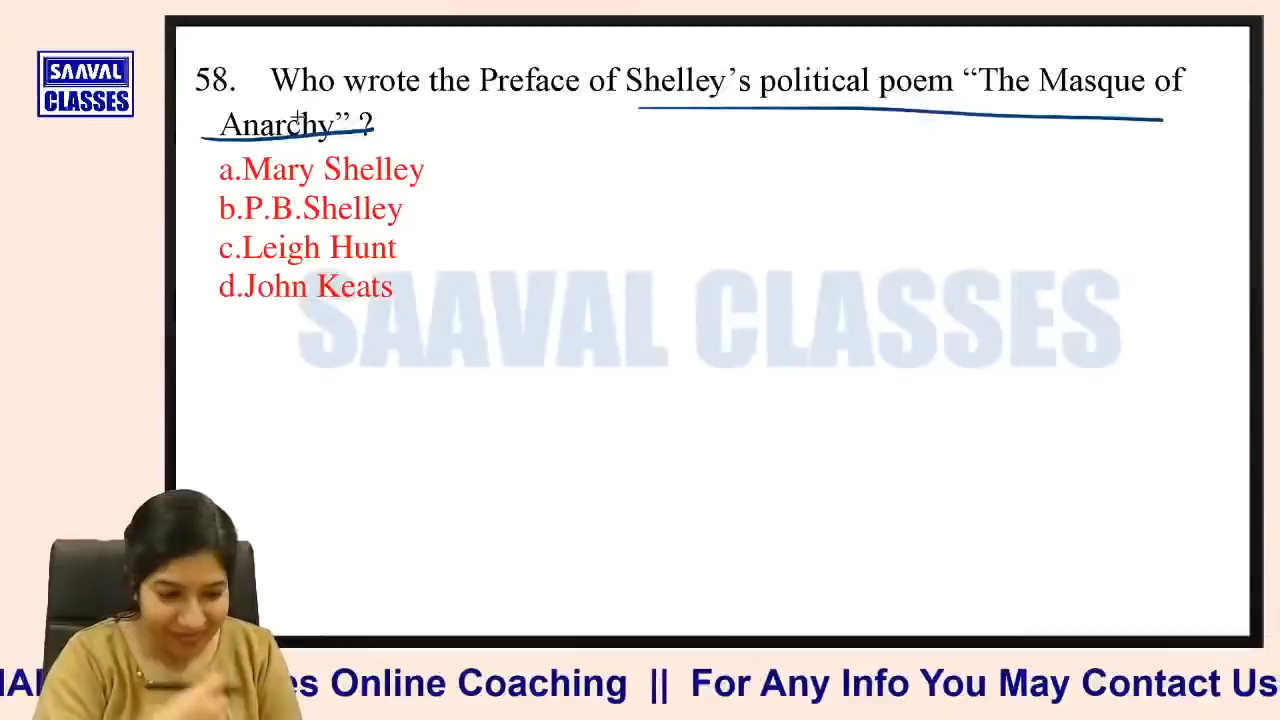 SAAVAL
CLASSES
58. Who wrote the Preface of Shelley’s political poem “The Masque of
Anarchy” ?
a.Mary Shelley
b.P.B.Shelley
c.Leigh Hunt
d.John Keats
SAAVAL CLASSES
Online Coaching || For Any Info You May Contact Us